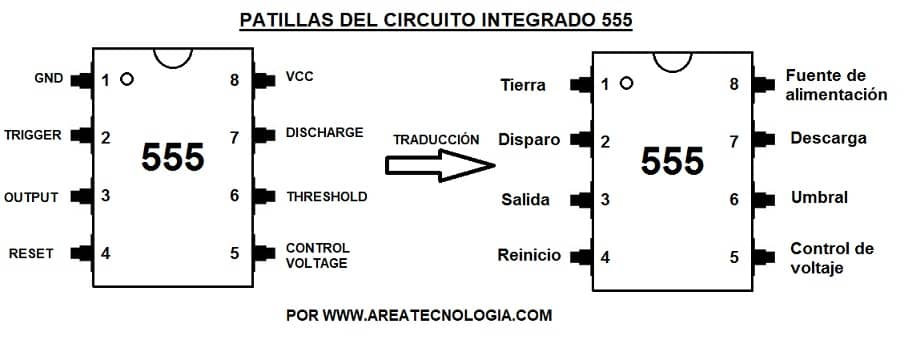 PATILLAS DEL CIRCUITO INTEGRADO 555
GND 1 8 VCC
TRIGGER 2 7 DISCHARGE
555
OUTPUT 3 6 THRESHOLD
RESET 4 5 CONTROL
VOLTAGE
TRADUCCIÓN
Tierra 1 8 Fuente de
alimentación
Disparo 2 7 Descarga
555
Salida 3 6 Umbral
Reinicio 4 5 Control de
voltaje
POR WWW.AREATECNOLOGIA.COM